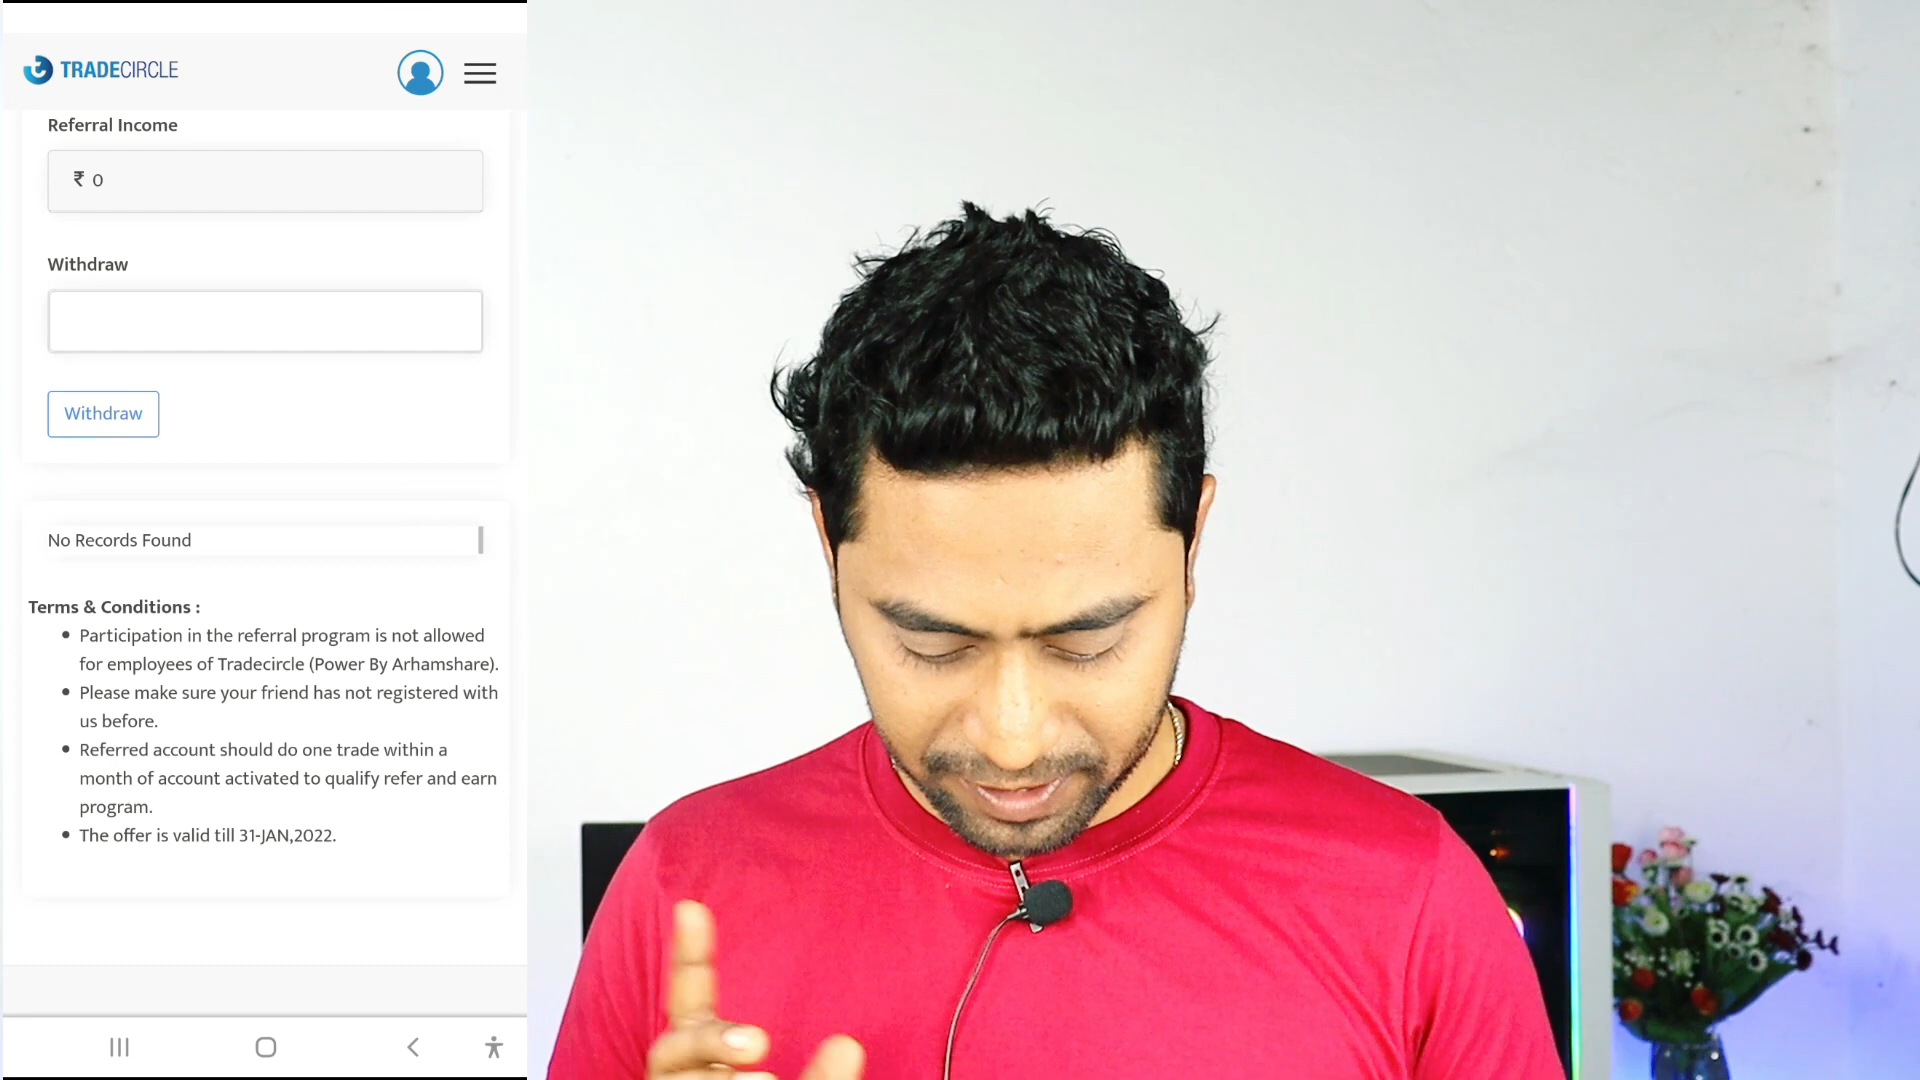 TRADECIRCLE
Referral Income
₹ 0
Withdraw
Withdraw
No Records Found
Terms & Conditions :
• Participation in the referral program is not allowed
for employees of Tradecircle (Power By Arhamshare).
• Please make sure your friend has not registered with
us before.
• Referred account should do one trade within a
month of account activated to qualify refer and earn
program.
• The offer is valid till 31-JAN,2022.